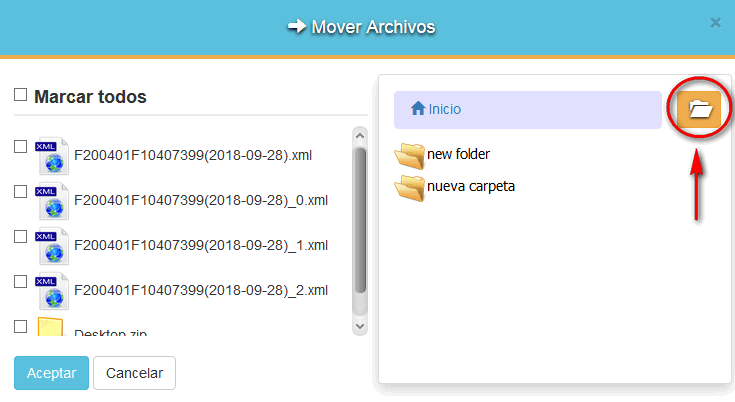 Mover Archivos
×
Marcar todos
XML
F200401F10407399(2018-09-28).xml
XML
F200401F10407399(2018-09-28)_0.xml
XML
F200401F10407399(2018-09-28)_1.xml
XML
F200401F10407399(2018-09-28)_2.xml
Desktop.zip
Aceptar
Cancelar
Inicio
new folder
nueva carpeta